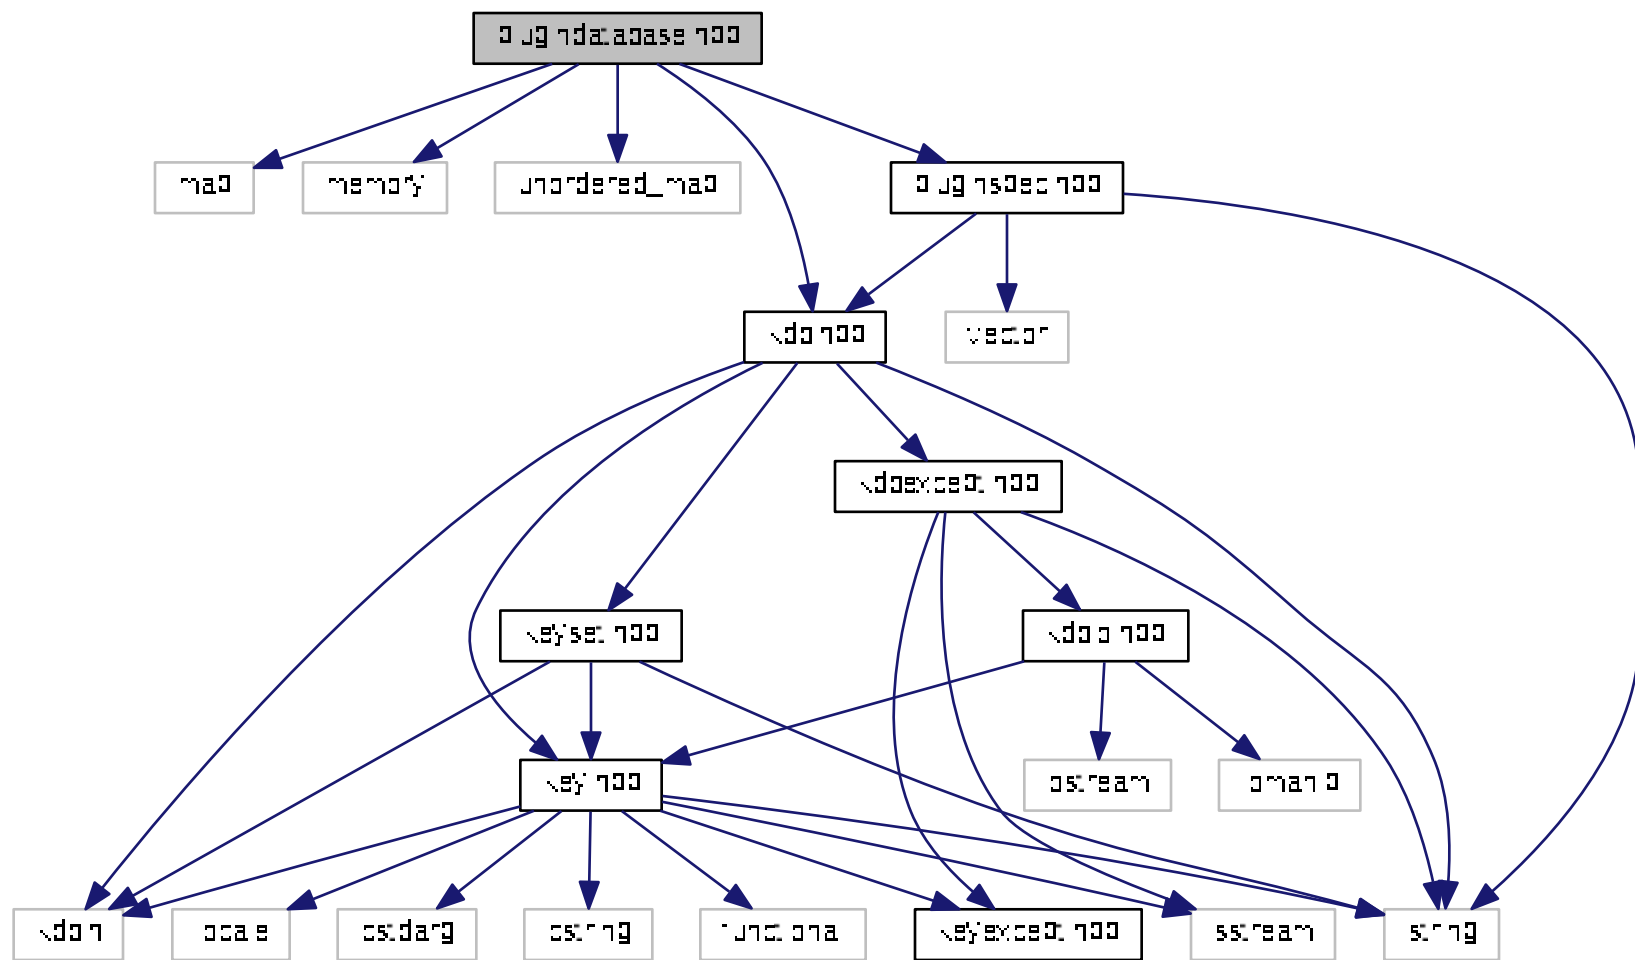 plugindatabase.hpp
map
memory
unordered_map
pluginspec.hpp
kdb.hpp
vector
kdbexcept.hpp
keyset.hpp
kdbio.hpp
key.hpp
ostream
iomanip
kdb.h
locale
cstdarg
cstring
functional
keyexcept.hpp
sstream
string